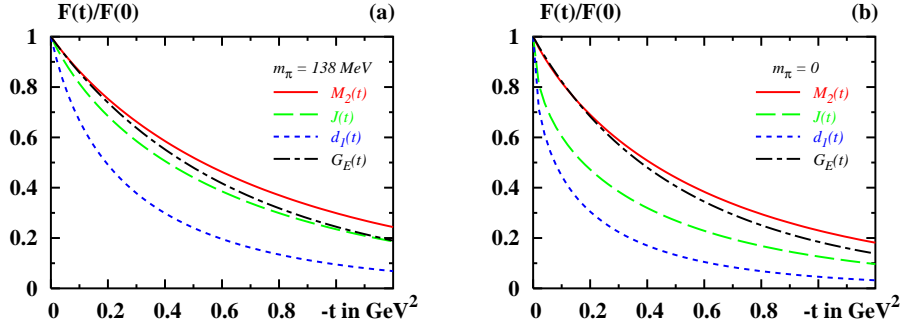 F(t)/F(0)
(a)
1
0.8
0.6
0.4
0.2
0
m_π = 138 MeV
M_2(t)
J(t)
d_1(t)
G_E(t)
0 0.2 0.4 0.6 0.8 -t in GeV^2
F(t)/F(0)
(b)
1
0.8
0.6
0.4
0.2
0
m_π = 0
M_2(t)
J(t)
d_1(t)
G_E(t)
0 0.2 0.4 0.6 0.8 -t in GeV^2